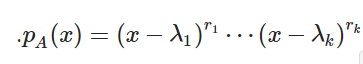 .p_A(x) = (x − λ_1)^{r_1} ⋯ (x − λ_k)^{r_k}